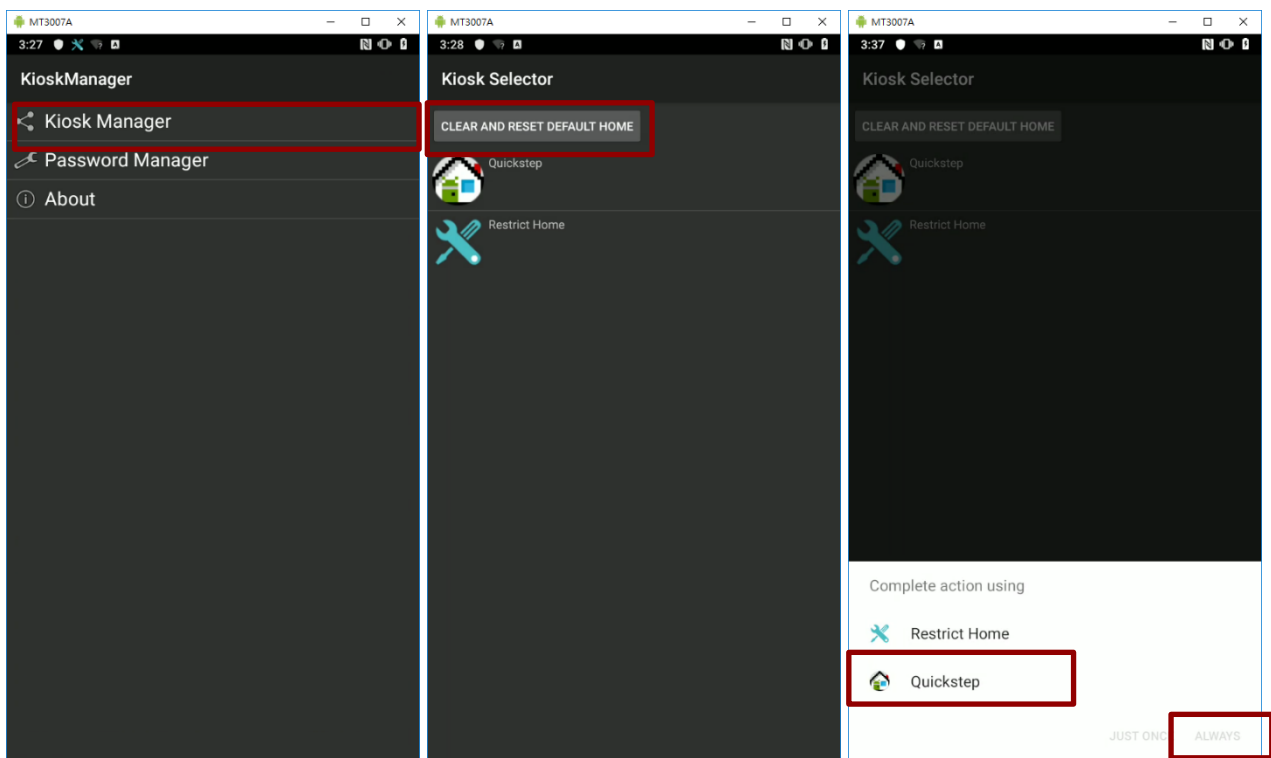 MT3007A
3:27
KioskManager
Kiosk Manager
Password Manager
About
MT3007A
3:28
Kiosk Selector
CLEAR AND RESET DEFAULT HOME
Quickstep
Restrict Home
MT3007A
3:37
Kiosk Selector
CLEAR AND RESET DEFAULT HOME
Quickstep
Restrict Home
Complete action using
Restrict Home
Quickstep
JUST ONC ALWAYS